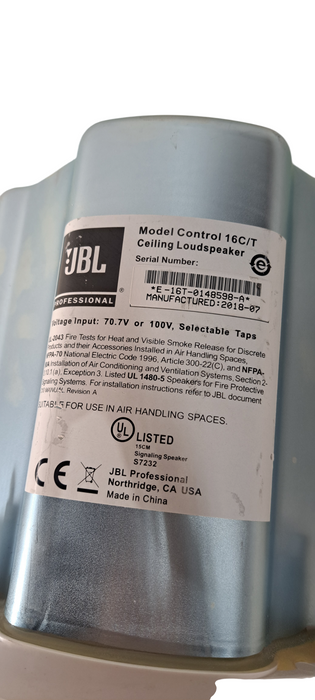 JBL
PROFESSIONAL
Model Control 16C/T
Ceiling Loudspeaker
Serial Number:
*E-16T-0148598-A*
MANUFACTURED:2018-07
Voltage Input: 70.7V or 100V, Selectable Taps
2043 Fire Tests for Heat and Visible Smoke Release for Discrete
Products and their Accessories Installed in Air Handling Spaces,
NFPA-70 National Electric Code 1996, Article 300-22(C), and NFPA-
Installation of Air Conditioning and Ventilation Systems, Section 2-
(a), Exception 3. Listed UL 1480-5 Speakers for Fire Protective
Signaling Systems. For installation instructions refer to JBL document
Revision A
SUITABLE FOR USE IN AIR HANDLING SPACES.
UL LISTED
15CM
Signaling Speaker
S7232
CE
JBL Professional
Northridge, CA USA
Made in China